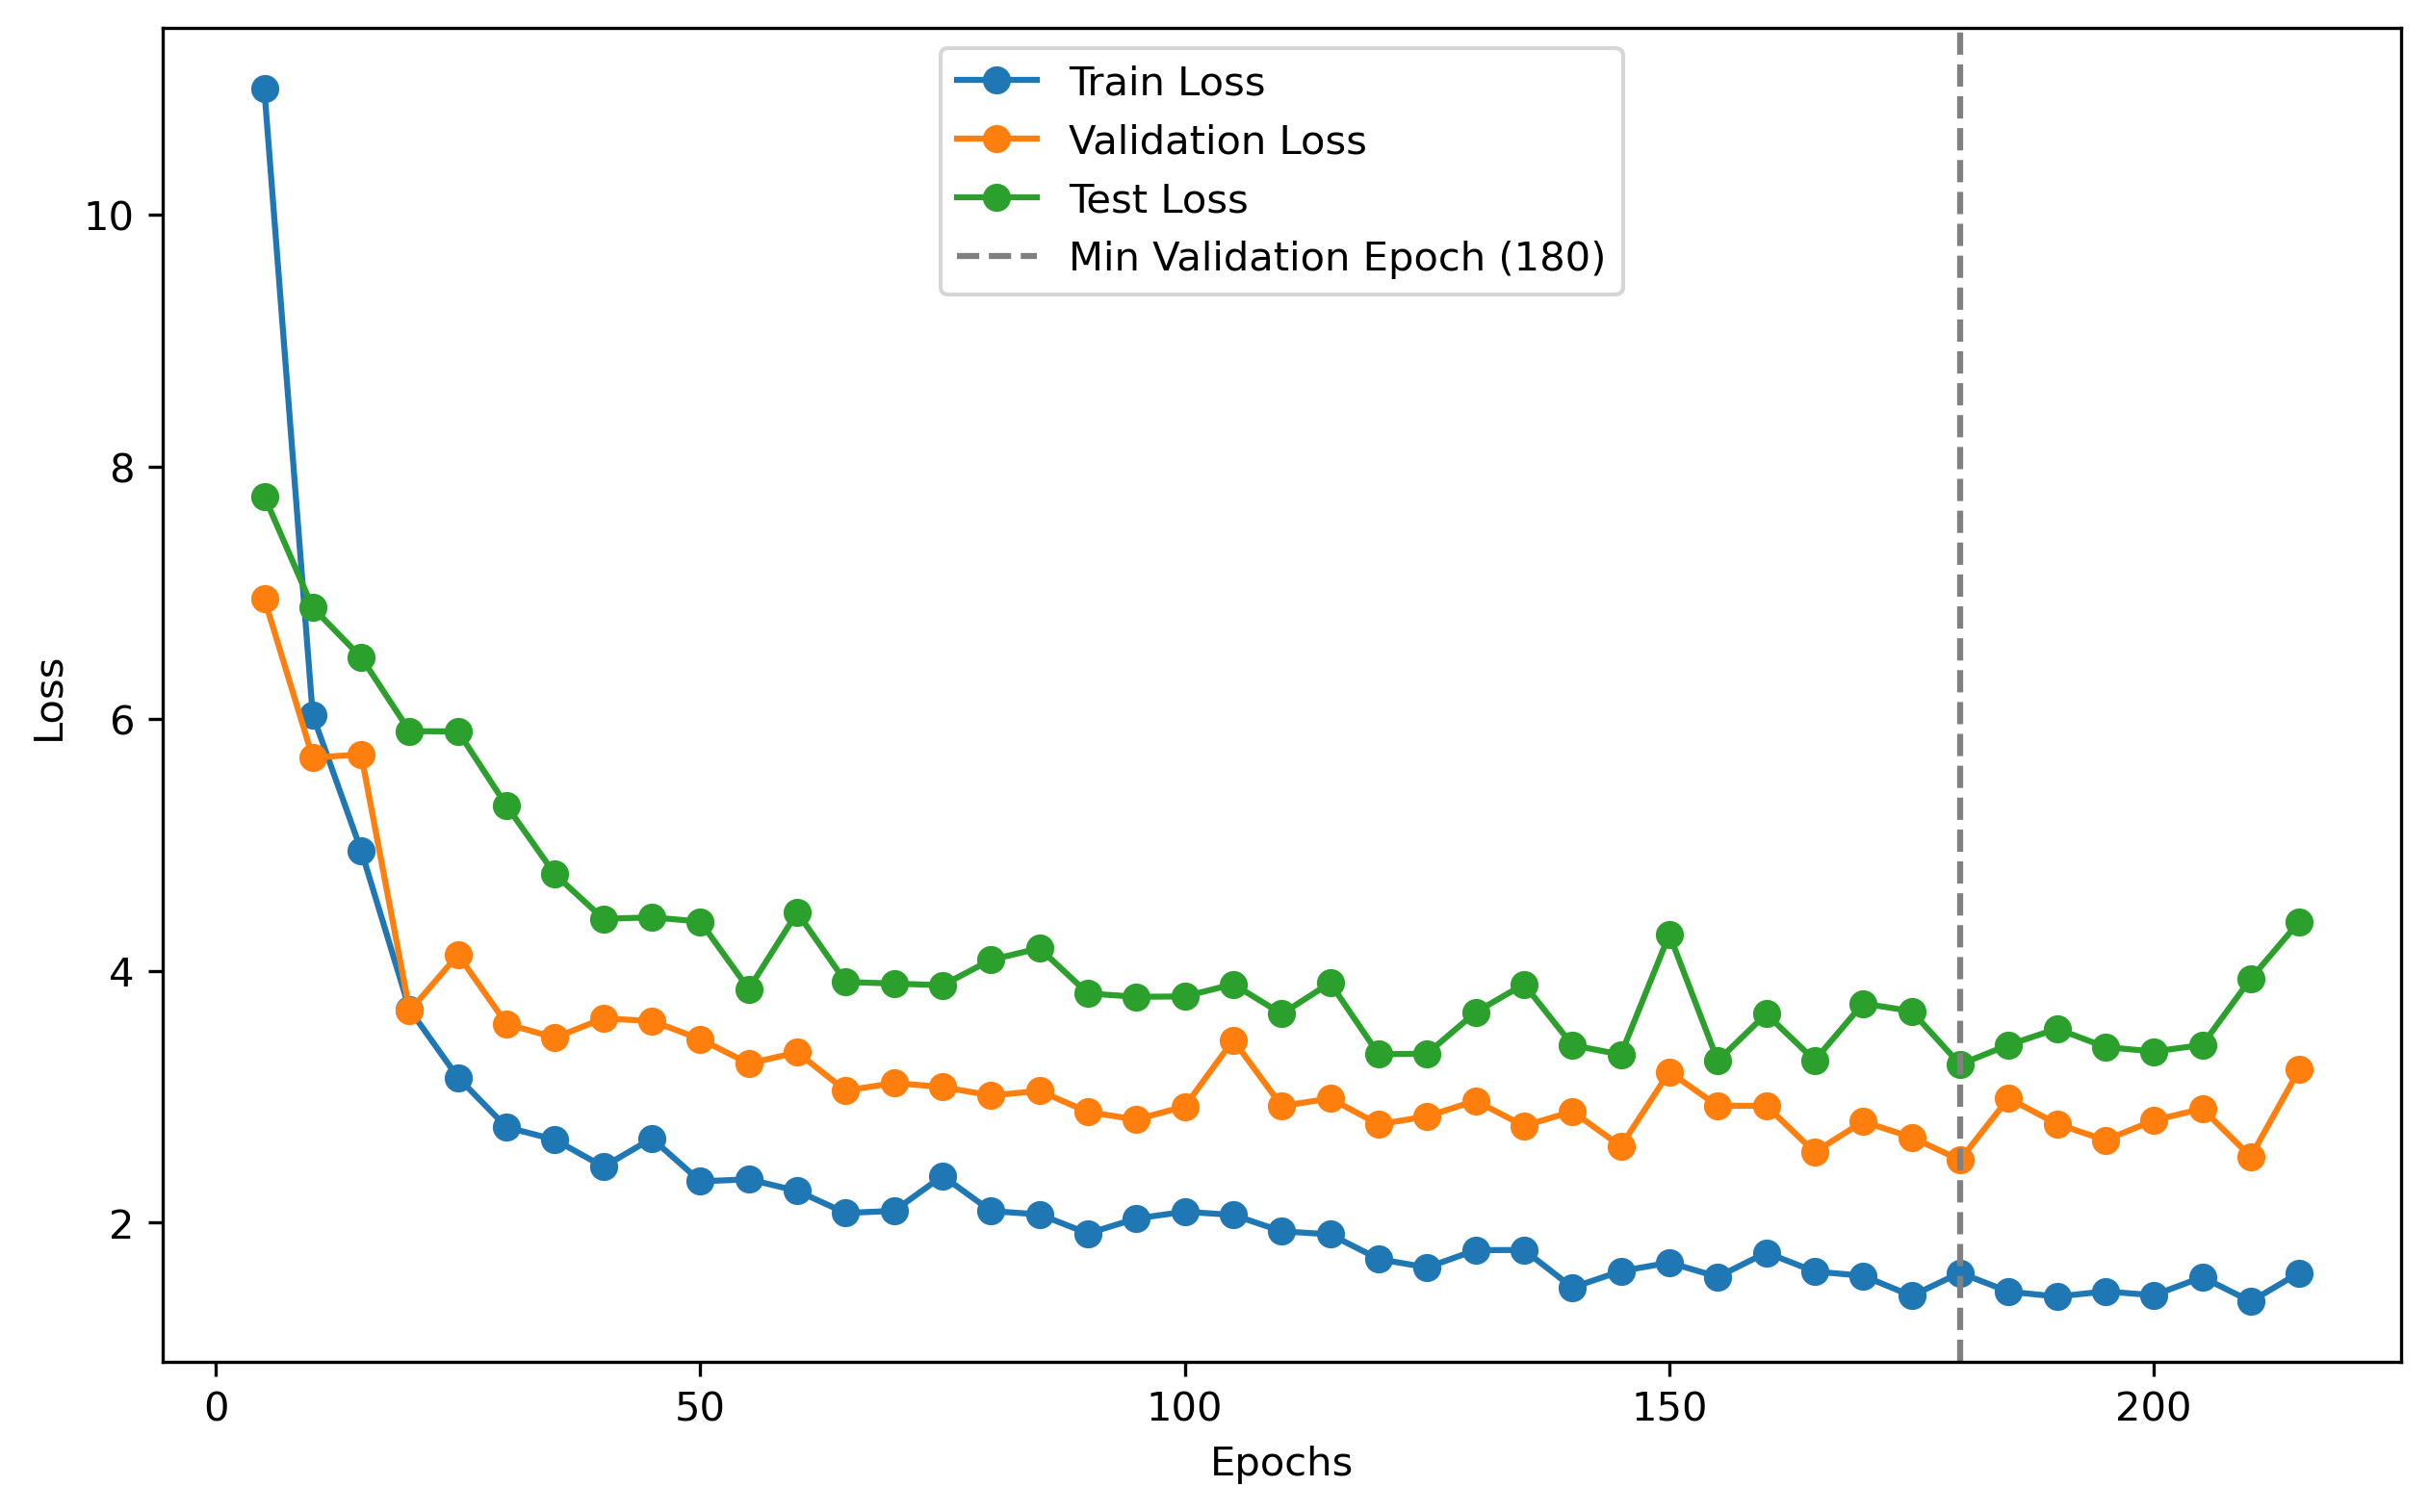 Train Loss
Validation Loss
Test Loss
Min Validation Epoch (180)
10
8
6
4
2
Loss
0 50 100 150 200
Epochs